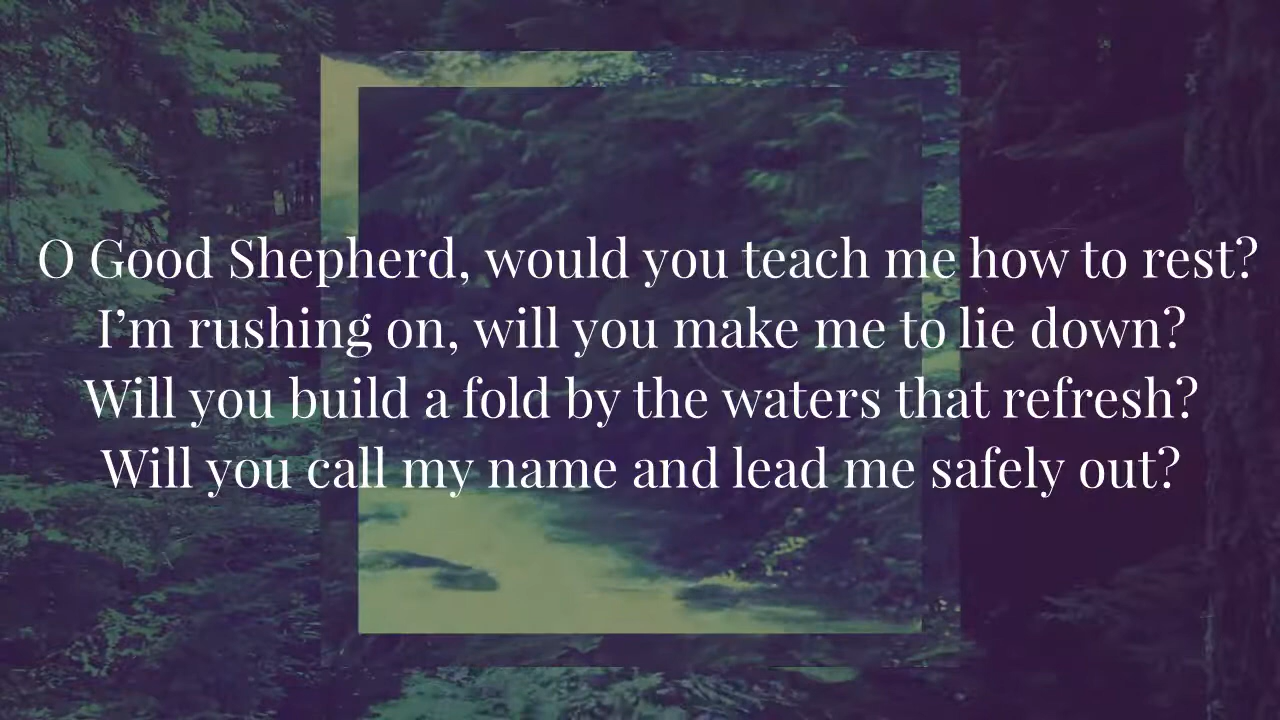 O Good Shepherd, would you teach me how to rest?
I’m rushing on, will you make me to lie down?
Will you build a fold by the waters that refresh?
Will you call my name and lead me safely out?